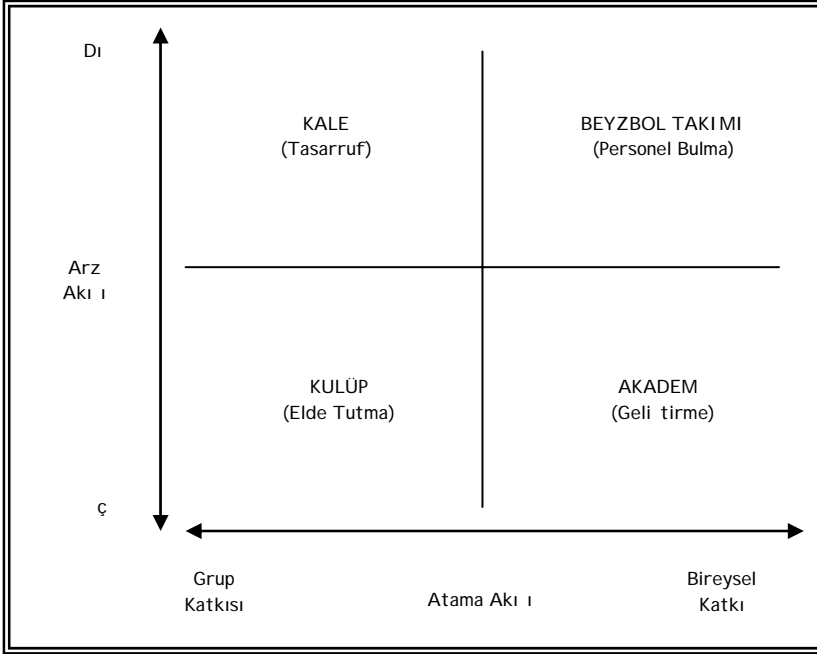 Dı
KALE
(Tasarruf)
BEYZBOL TAKIMI
(Personel Bulma)
Arz
Akı ı
KULÜP
(Elde Tutma)
AKADEM
(Geli tirme)
ç
Grup
Katkısı
Atama Akı ı
Bireysel
Katkı